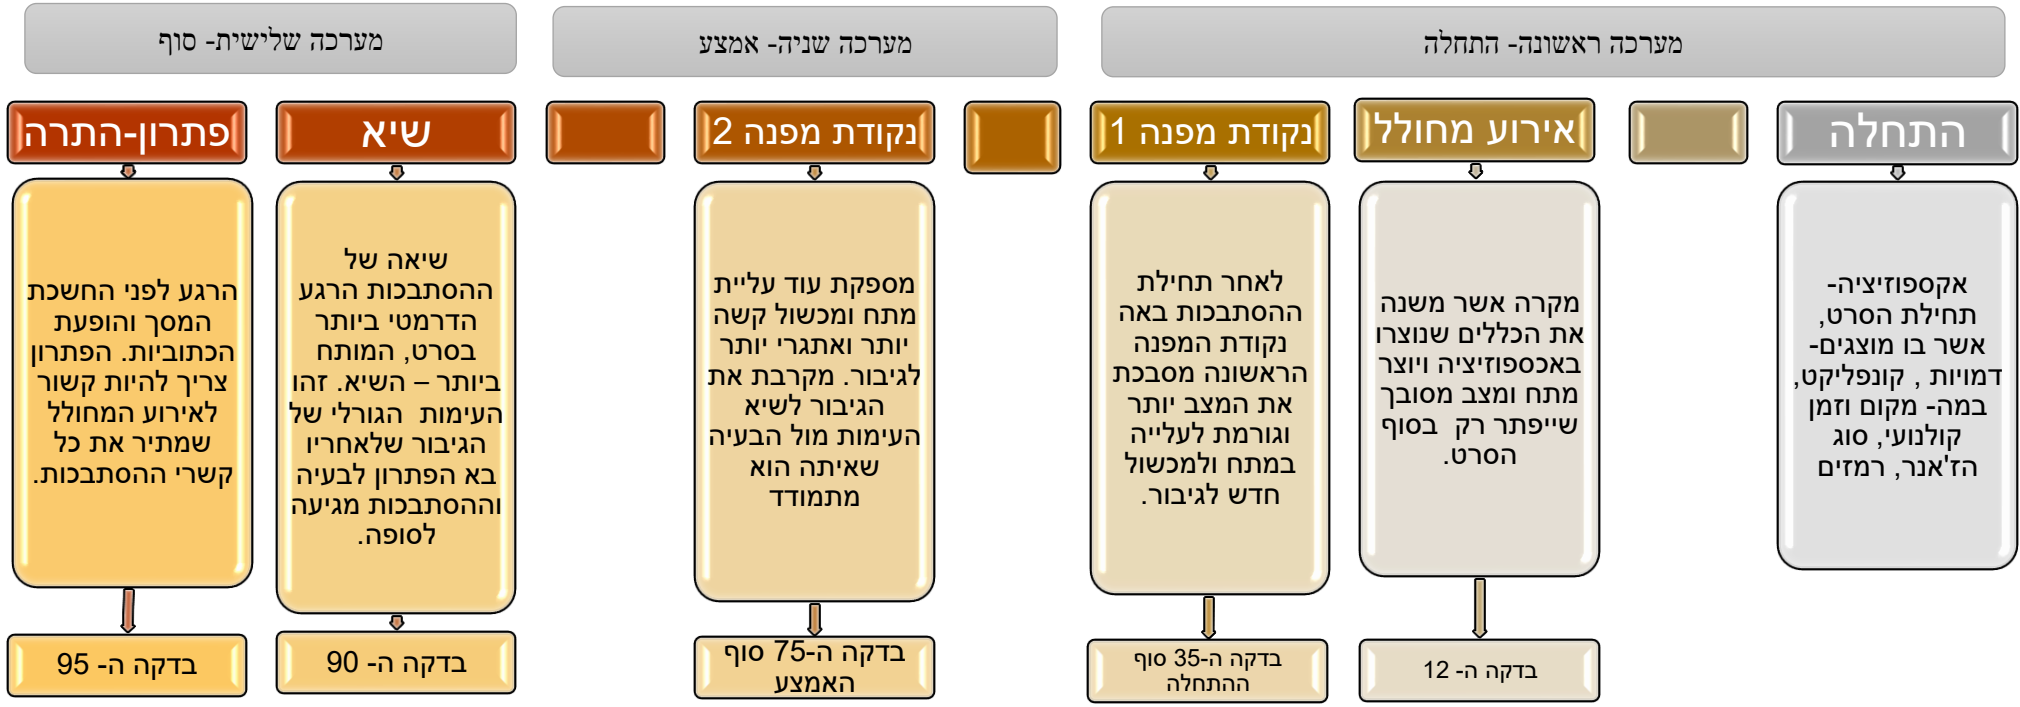 מערכה ראשונה- התחלה
מערכה שניה- אמצע
מערכה שלישית- סוף
התחלה
אירוע מחולל
נקודת מפנה 1
נקודת מפנה 2
שיא
פתרון-התרה
אקספוזיציה-
תחילת הסרט,
אשר בו מוצגים-
דמויות , קונפליקט,
במה- מקום וזמן
קולנועי, סוג
הז'אנר, רמזים
מקרה אשר משנה
את הכללים שנוצרו
באכספוזיציה ויוצר
מתח ומצב מסובך
שייפתר רק בסוף
הסרט.
בדקה ה- 12
לאחר תחילת
ההסתבכות באה
נקודת המפנה
הראשונה מסבכת
את המצב יותר
וגורמת לעלייה
במתח ולמכשול
חדש לגיבור.
בדקה ה-35 סוף
ההתחלה
מספקת עוד עליית
מתח ומכשול קשה
יותר ואתגרי יותר
לגיבור. מקרבת את
הגיבור לשיא
העימות מול הבעיה
שאיתה הוא
מתמודד
בדקה ה-75 סוף
האמצע
שיאה של
ההסתבכות הרגע
הדרמטי ביותר
בסרט, המותח
ביותר – השיא. זהו
העימות הגורלי של
הגיבור שלאחריו
בא הפתרון לבעיה
וההסתבכות מגיעה
לסופה.
בדקה ה- 90
הרגע לפני החשכת
המסך והופעת
הכתוביות. הפתרון
צריך להיות קשור
לאירוע המחולל
שמתיר את כל
קשרי ההסתבכות.
בדקה ה- 95